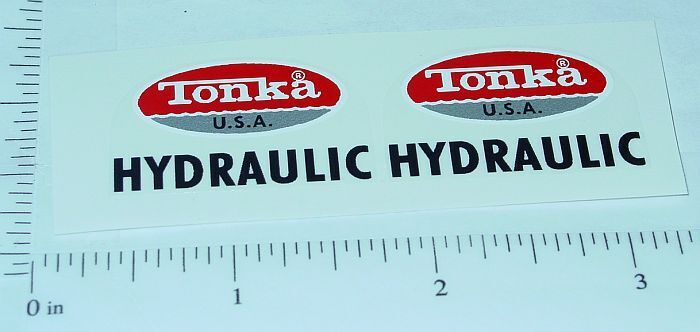 Tonka® Tonka®
U.S.A. U.S.A.
HYDRAULIC HYDRAULIC
0 in 1 2 3